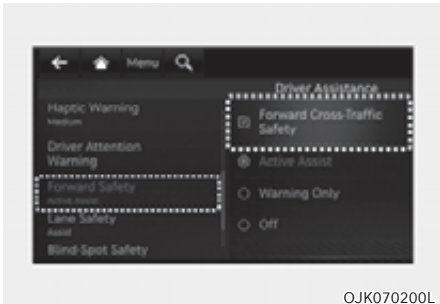 Menu
Driver Assistance
Haptic Warning
Medium
Driver Attention
Warning
Forward Safety
Active Assist
Lane Safety
Assist
Blind-Spot Safety
Forward Cross-Traffic
Safety
Active Assist
Warning Only
Off
OJK070200L